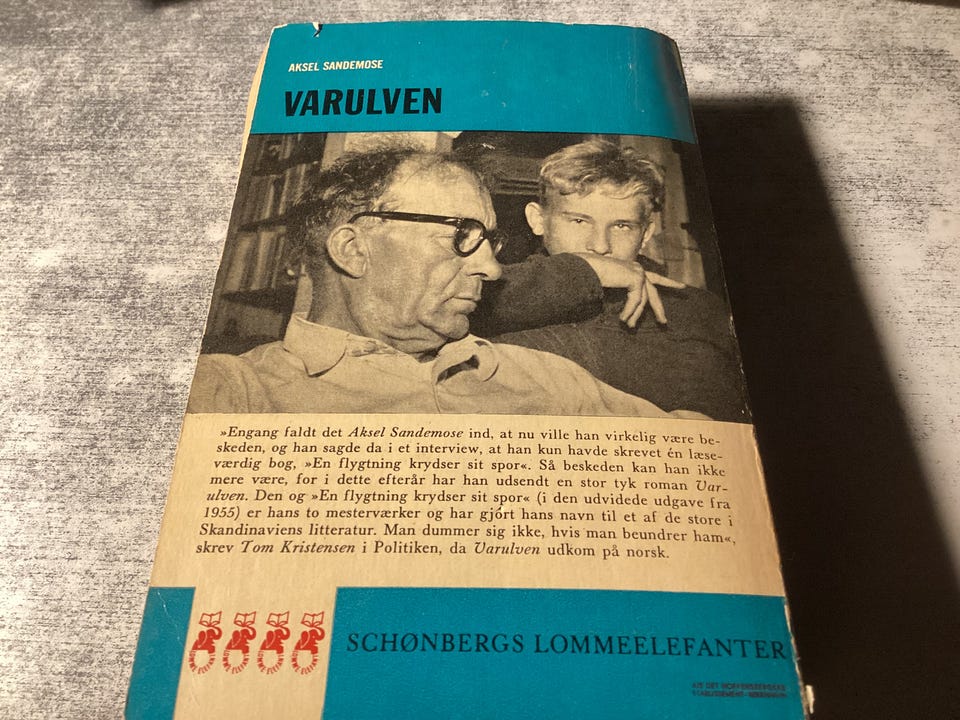 AKSEL SANDEMOSE
VARULVEN
»Engang faldt det Aksel Sandemose ind, at nu ville han virkelig være be-
skeden, og han sagde da i et interview, at han kun havde skrevet én læse-
værdig bog, »En flygtning krydser sit spor«. Så beskeden kan han ikke
mere være, for i dette efterår har han udsendt en stor tyk roman Var-
ulven. Den og »En flygtning krydser sit spor« (i den udvidede udgave fra
1955) er hans to mesterværker og har gjórt hans navn til et af de store i
Skandinaviens litteratur. Man dummer sig ikke, hvis man beundrer ham«,
skrev Tom Kristensen i Politiken, da Varulven udkom på norsk.
SCHØNBERGS LOMMEELEFANTER